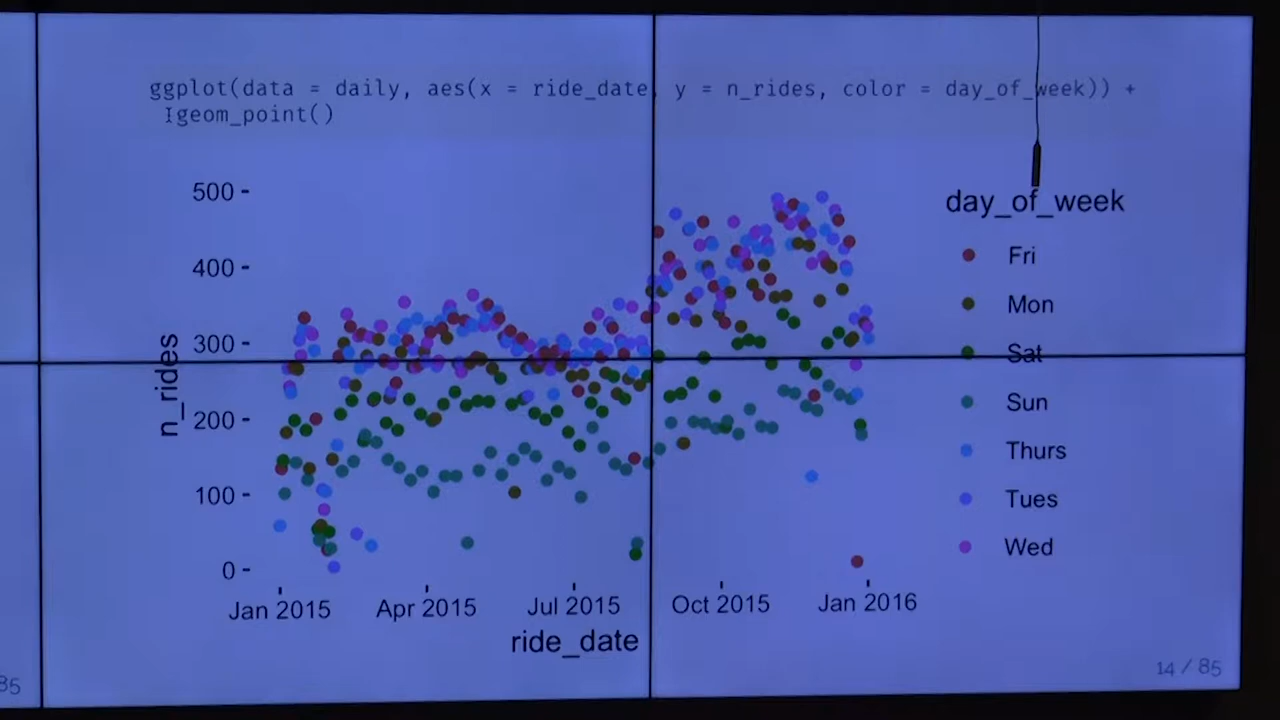 ggplot(data = daily, aes(x = ride_date, y = n_rides, color = day_of_week)) +
geom_point()
500
400
300
200
100
0
n_rides
Jan 2015
Apr 2015
Jul 2015
Oct 2015
Jan 2016
ride_date
day_of_week
Fri
Mon
Sat
Sun
Thurs
Tues
Wed
14 / 85
85